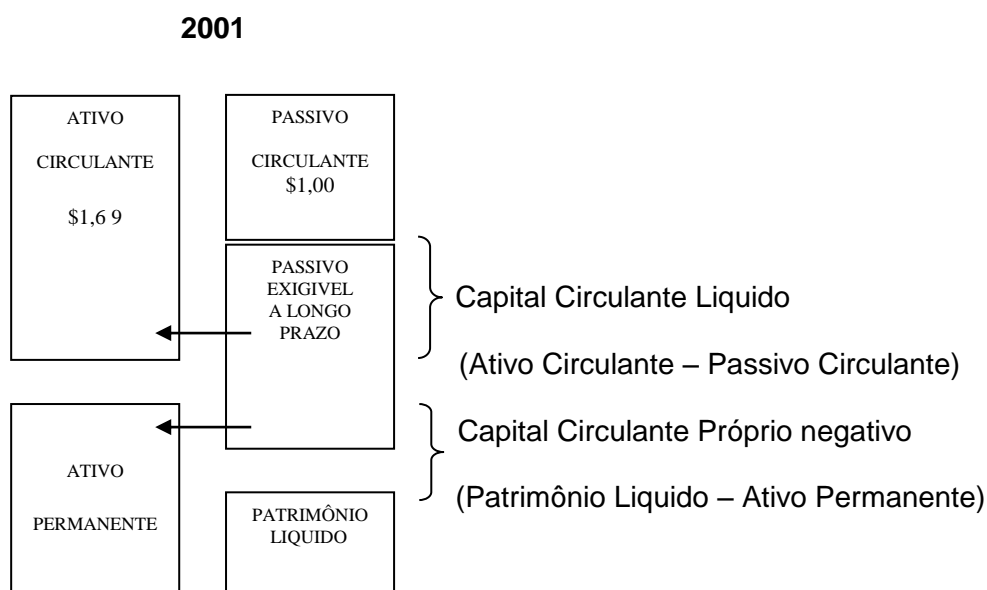 2001
ATIVO
CIRCULANTE
$1,6 9
PASSIVO
CIRCULANTE
$1,00
PASSIVO
EXIGIVEL
A LONGO
PRAZO
Capital Circulante Liquido
(Ativo Circulante – Passivo Circulante)
ATIVO
PERMANENTE
PATRIMÔNIO
LIQUIDO
Capital Circulante Próprio negativo
(Patrimônio Liquido – Ativo Permanente)